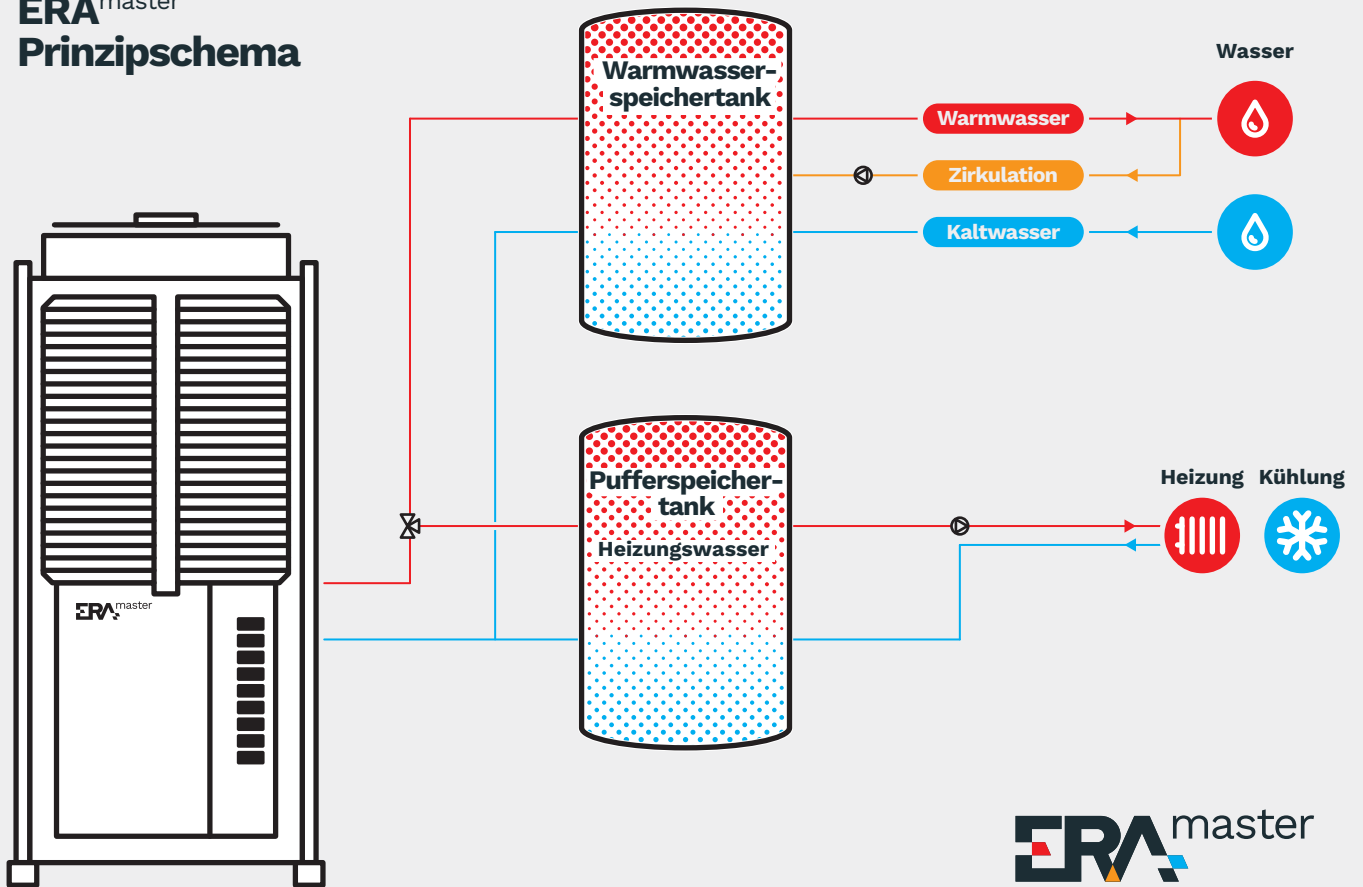 ERA master
Prinzipschema
Warmwasser-
speichertank
Wasser
Warmwasser
Zirkulation
Kaltwasser
Pufferspeicher-
tank
Heizungswasser
Heizung Kühlung
ERA master
ERA master